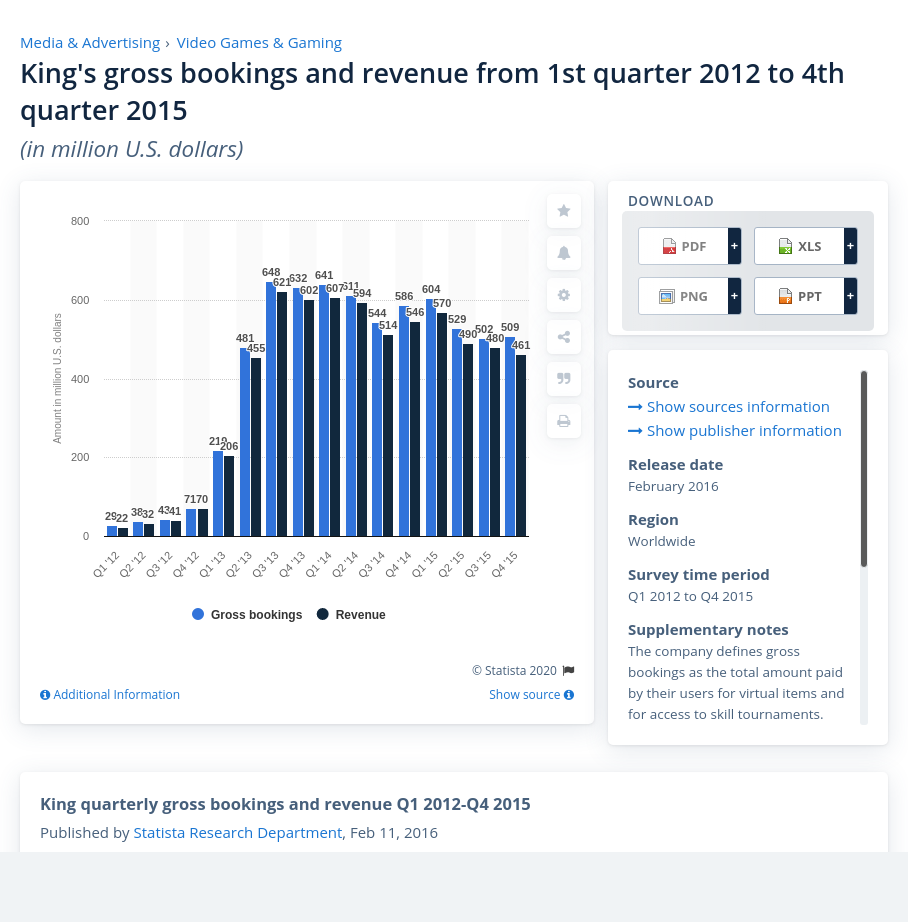 Media & Advertising › Video Games & Gaming
King's gross bookings and revenue from 1st quarter 2012 to 4th
quarter 2015
(in million U.S. dollars)
Amount in million U.S. dollars
800
600
400
200
0
29 22 38 32 43 41 71 70 219 206 481 455 648 621 632 602 641 607 611 594 544 514 586 546 604 570 529 490 502 480 509 461
Q1 '12 Q2 '12 Q3 '12 Q4 '12 Q1 '13 Q2 '13 Q3 '13 Q4 '13 Q1 '14 Q2 '14 Q3 '14 Q4 '14 Q1 '15 Q2 '15 Q3 '15 Q4 '15
Gross bookings Revenue
© Statista 2020
Additional Information Show source
DOWNLOAD
PDF + XLS +
PNG + PPT +
Source
Show sources information
Show publisher information
Release date
February 2016
Region
Worldwide
Survey time period
Q1 2012 to Q4 2015
Supplementary notes
The company defines gross
bookings as the total amount paid
by their users for virtual items and
for access to skill tournaments.
King quarterly gross bookings and revenue Q1 2012-Q4 2015
Published by Statista Research Department, Feb 11, 2016